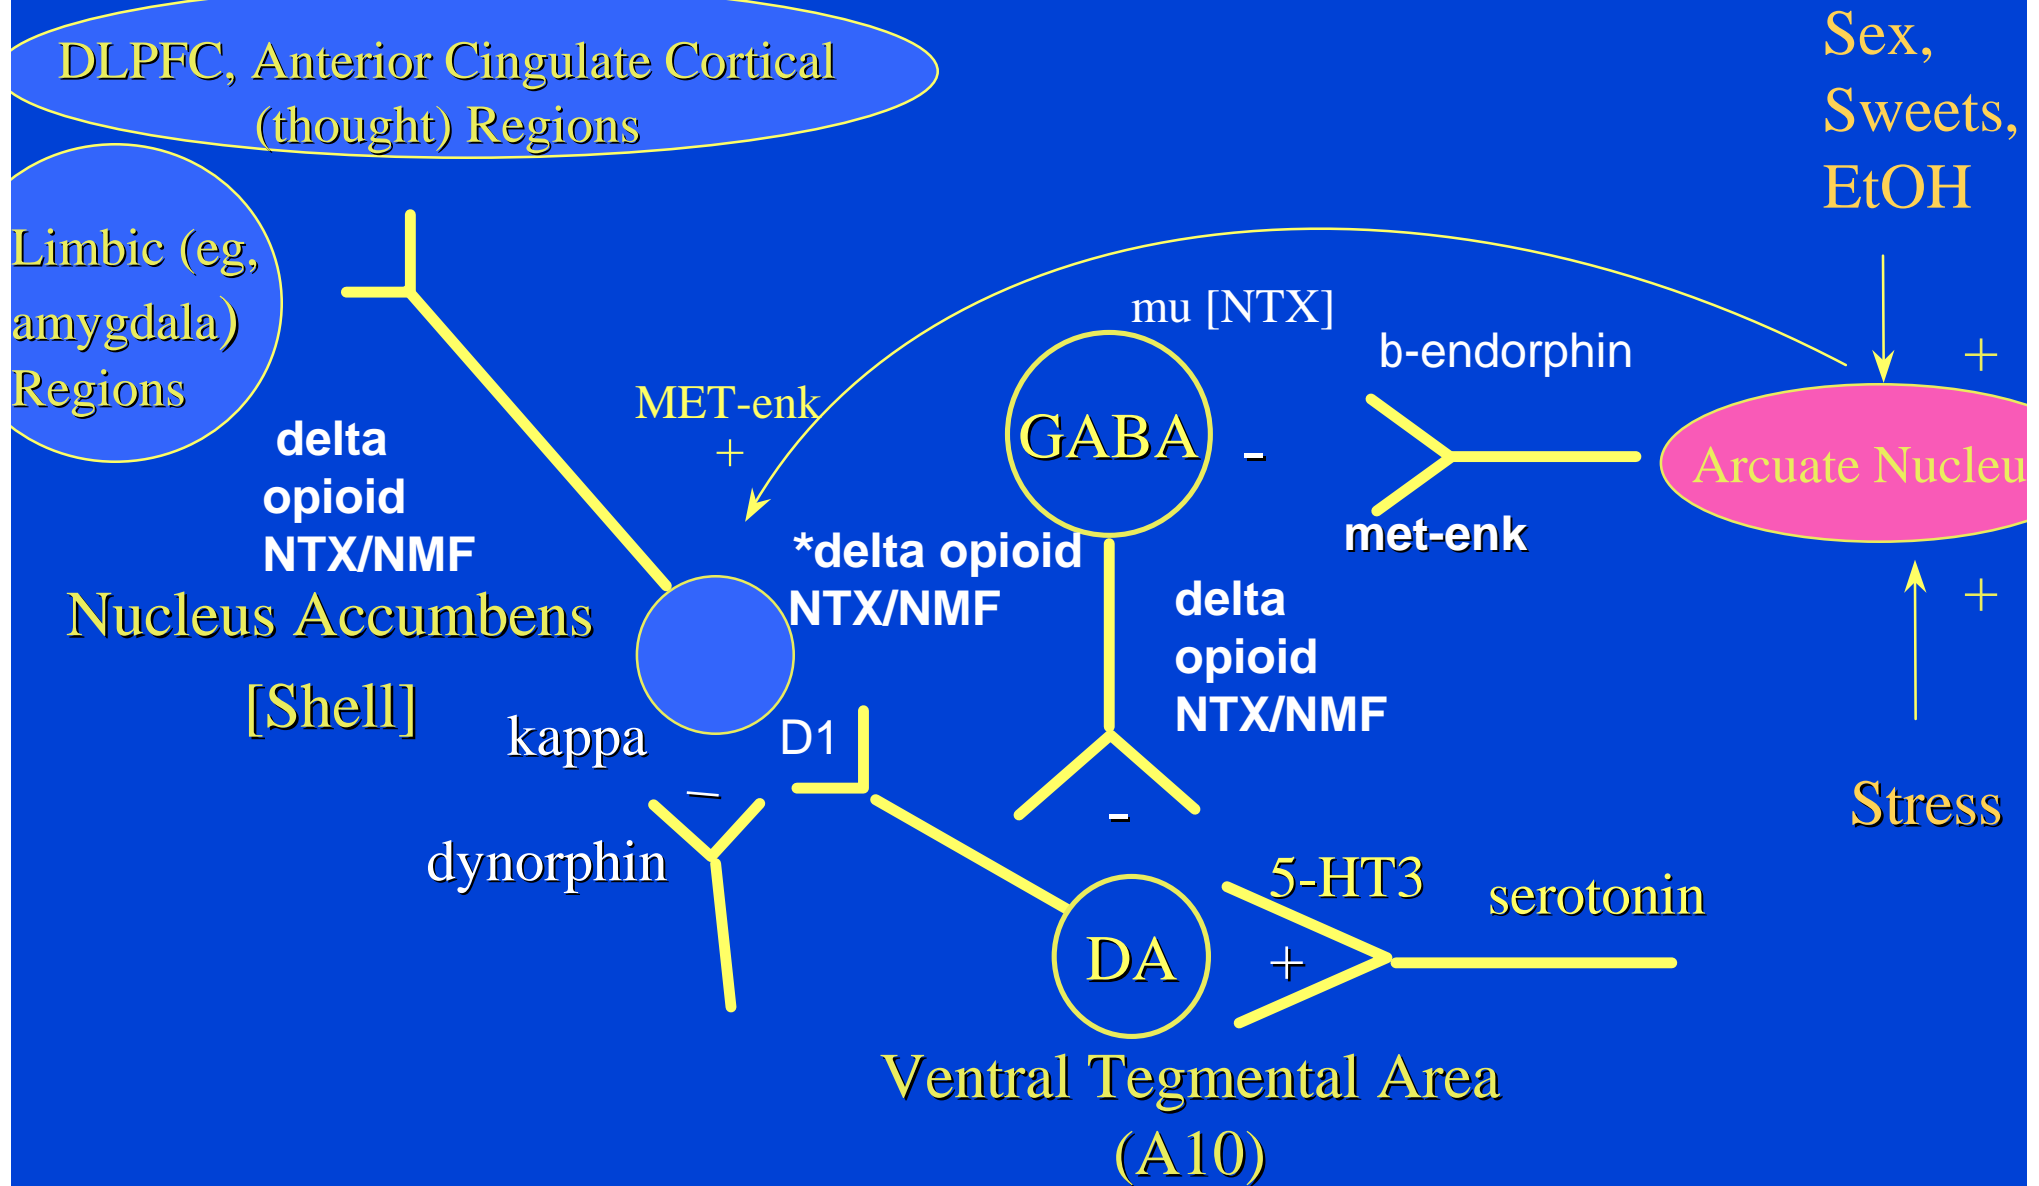 DLPFC, Anterior Cingulate Cortical
(thought) Regions
Sex,
Sweets,
EtOH
Limbic (eg,
amygdala)
Regions
mu [NTX]
b-endorphin
+
MET-enk
+
GABA
-
Arcuate Nucleu
met-enk
delta
opioid
NTX/NMF
*delta opioid
NTX/NMF
delta
opioid
NTX/NMF
+
Nucleus Accumbens
[Shell]
kappa
D1
–
-
dynorphin
Stress
5-HT3
serotonin
DA
+
Ventral Tegmental Area
(A10)